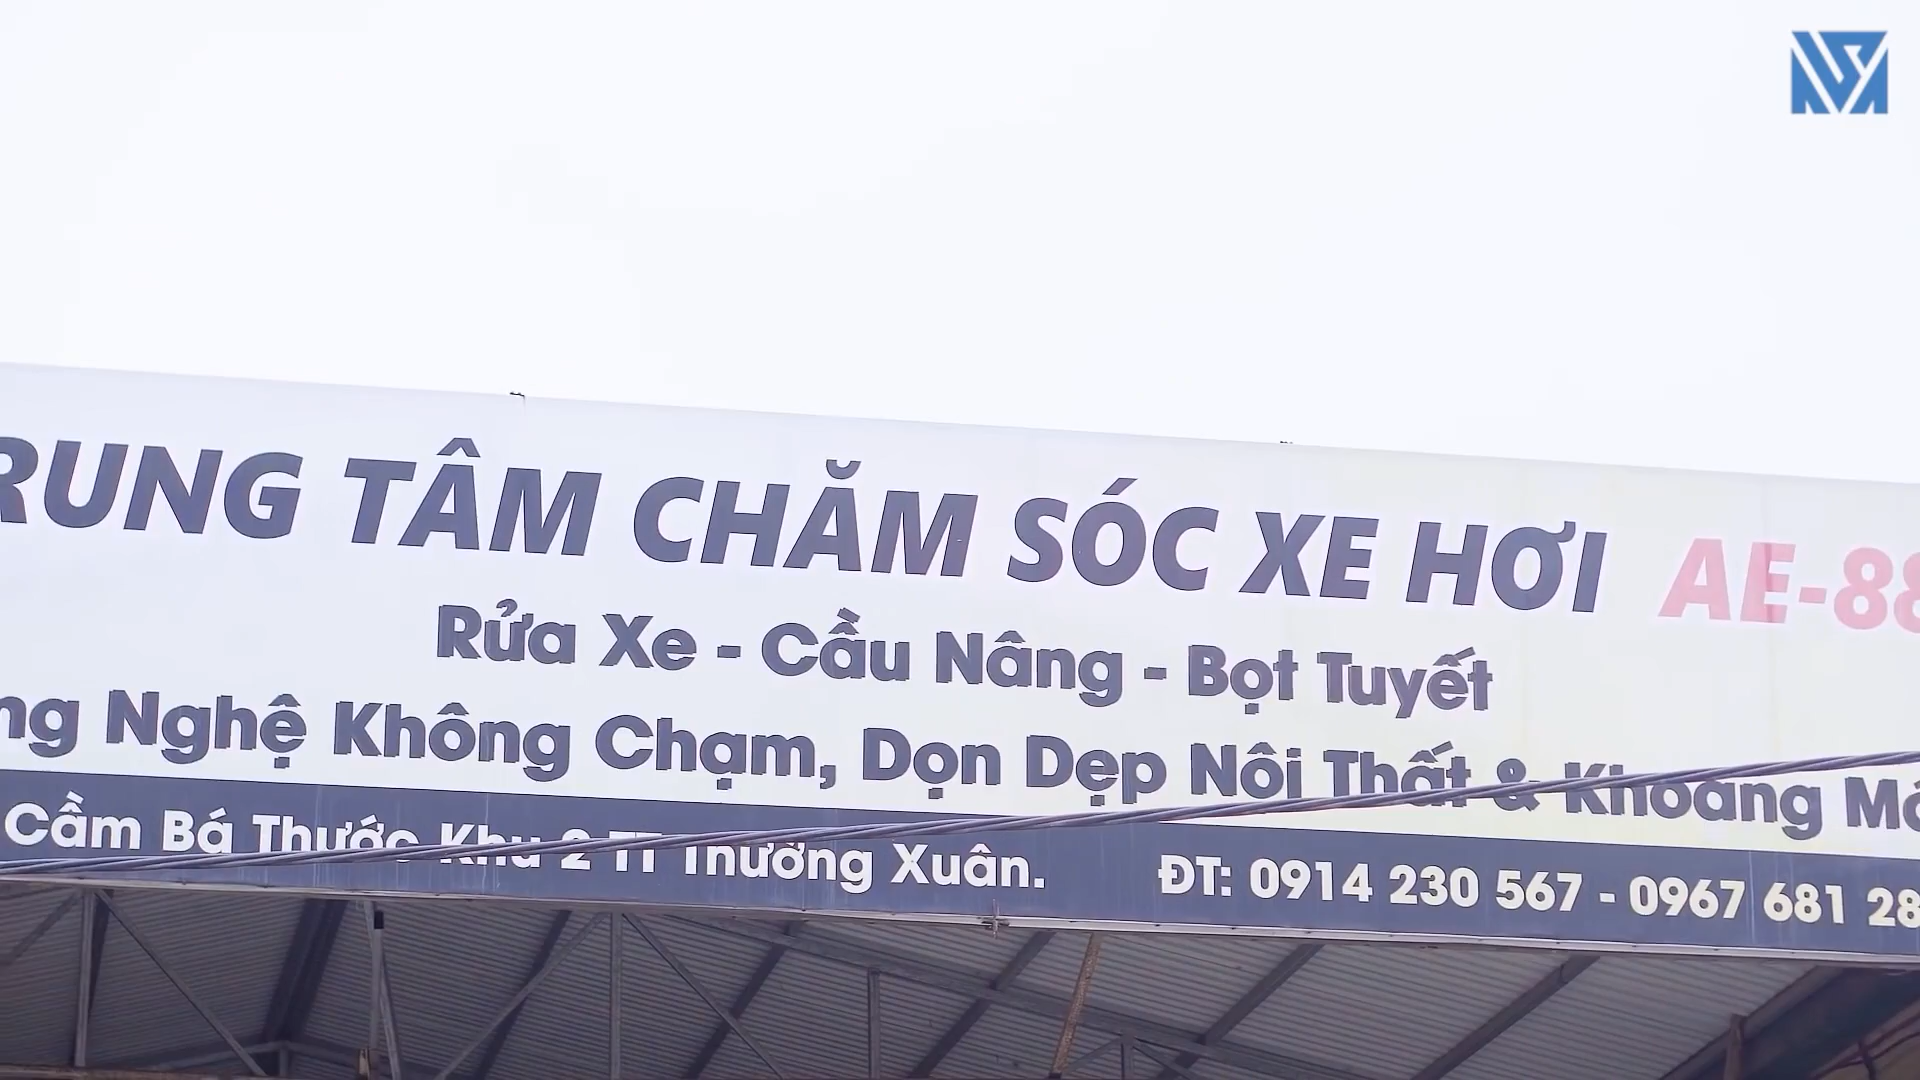 RUNG TÂM CHĂM SÓC XE HƠI AE-88
Rửa Xe - Cầu Nâng - Bọt Tuyết
ng Nghệ Không Chạm, Dọn Dẹp Nội Thất & Khoang Má
Cầm Bá Thước Khu 2 TT Thường Xuân. ĐT: 0914 230 567 - 0967 681 28